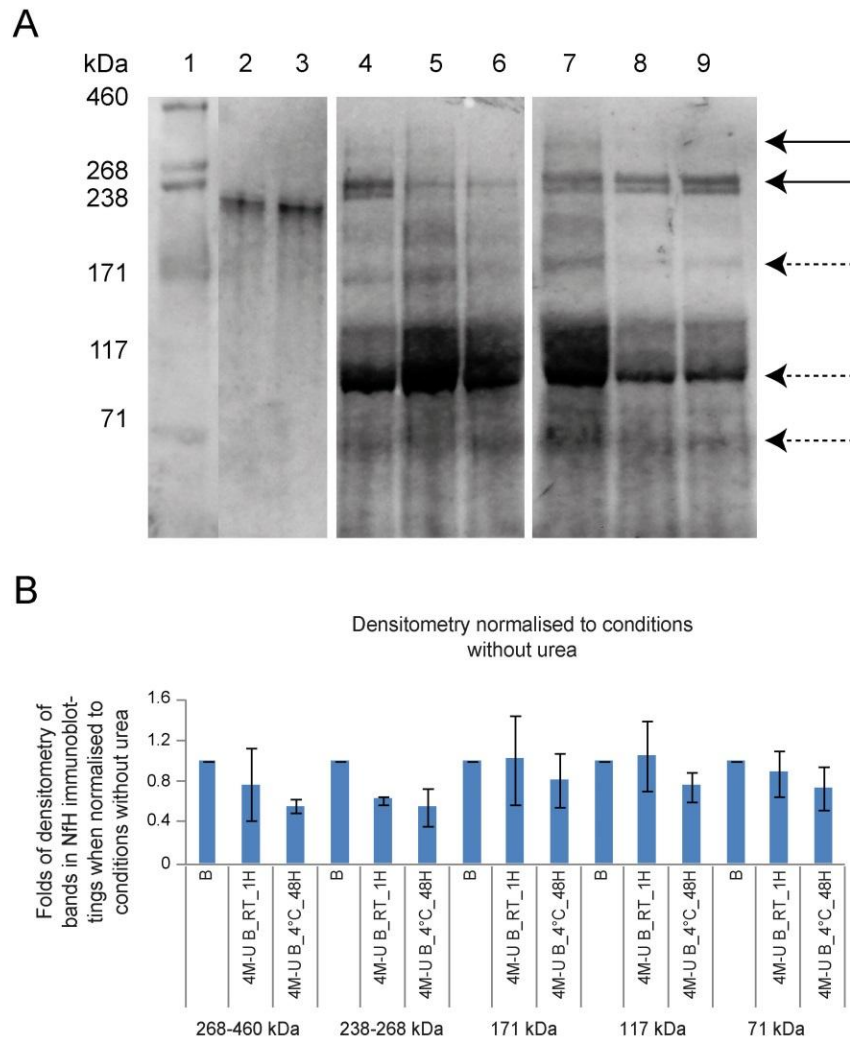 A
kDa 1 2 3 4 5 6 7 8 9
460
268
238
171
117
71
B
Densitometry normalised to conditions
without urea
Folds of densitometry of
bands in NfH immunoblot-
tings when normalised to
conditions without urea
1.6
1.2
0.8
0.4
0
B
4M-U B_RT_1H
4M-U B_4°C_48H
B
4M-U B_RT_1H
4M-U B_4°C_48H
B
4M-U B_RT_1H
4M-U B_4°C_48H
B
4M-U B_RT_1H
4M-U B_4°C_48H
B
4M-U B_RT_1H
4M-U B_4°C_48H
268-460 kDa 238-268 kDa 171 kDa 117 kDa 71 kDa